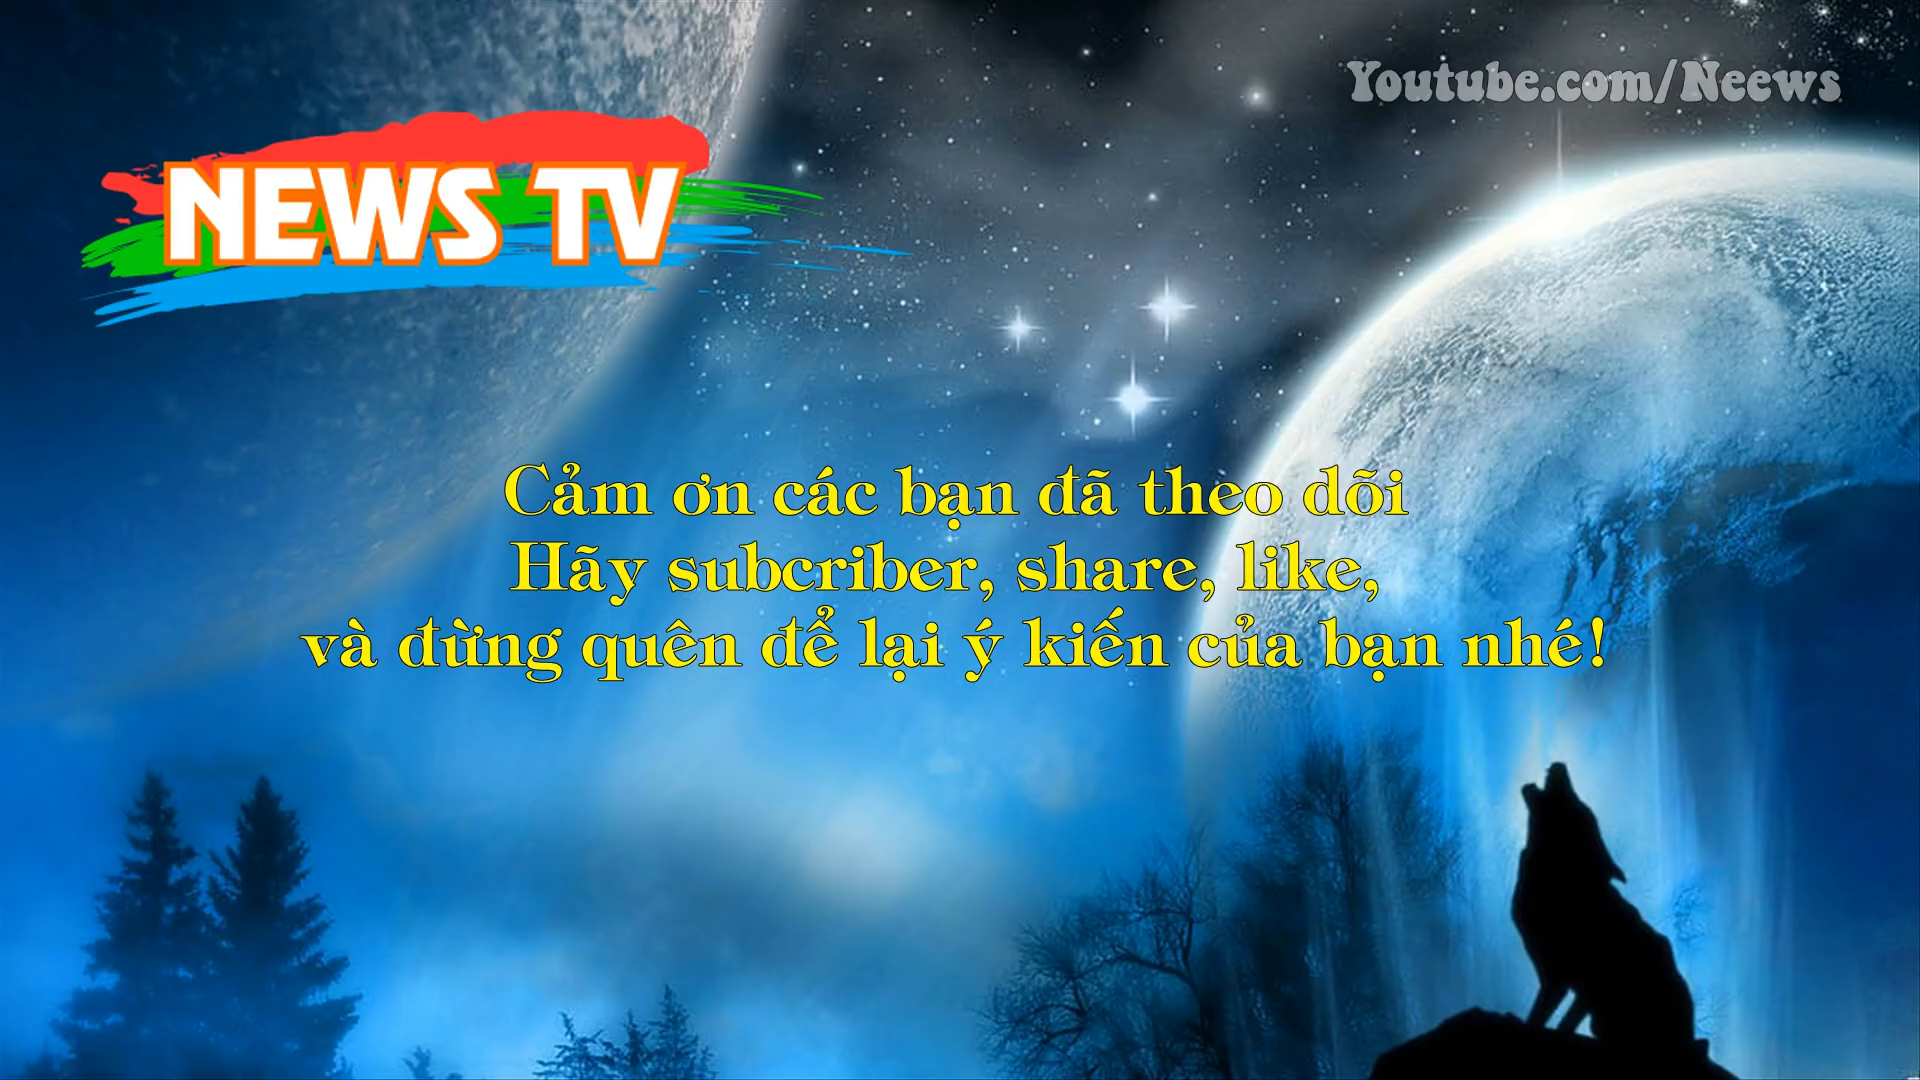 Youtube.com/Neews
NEWS TV
Cảm ơn các bạn đã theo dõi
Hãy subcriber, share, like,
và đừng quên để lại ý kiến của bạn nhé!